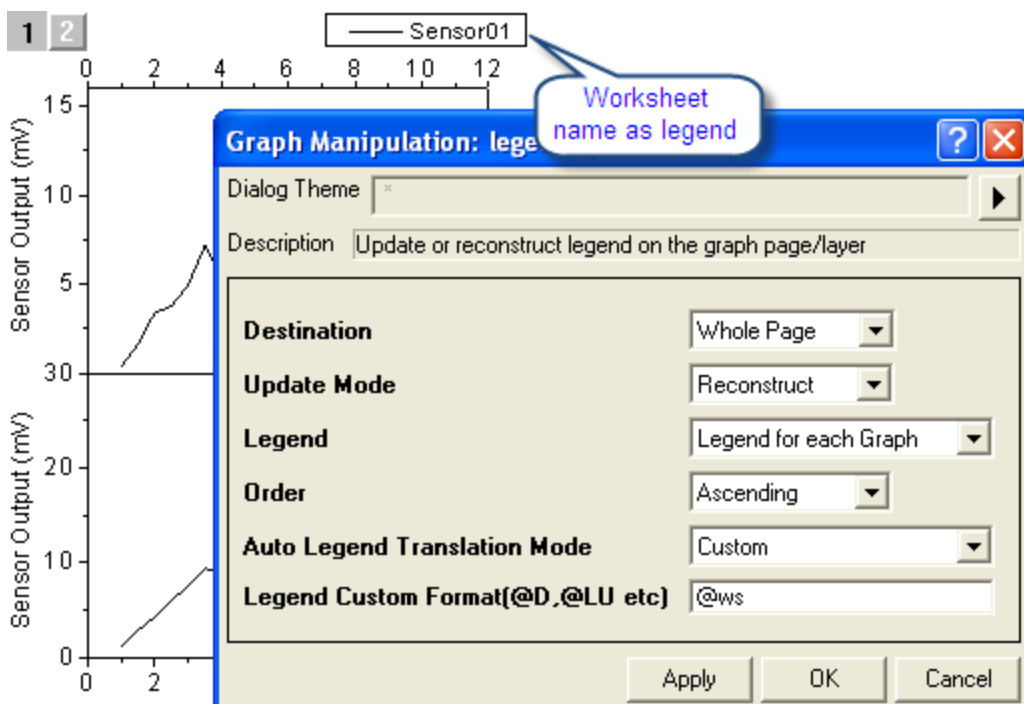 1 2
Sensor01
0 2 4 6 8 10 12
Worksheet
name as legend
15
10
5
30
20
10
0
0 2
Sensor Output (mV)
Sensor Output (mV)
Graph Manipulation: lege
Dialog Theme *
Description Update or reconstruct legend on the graph page/layer
Destination Whole Page
Update Mode Reconstruct
Legend Legend for each Graph
Order Ascending
Auto Legend Translation Mode Custom
Legend Custom Format(@D,@LU etc) @ws
Apply OK Cancel